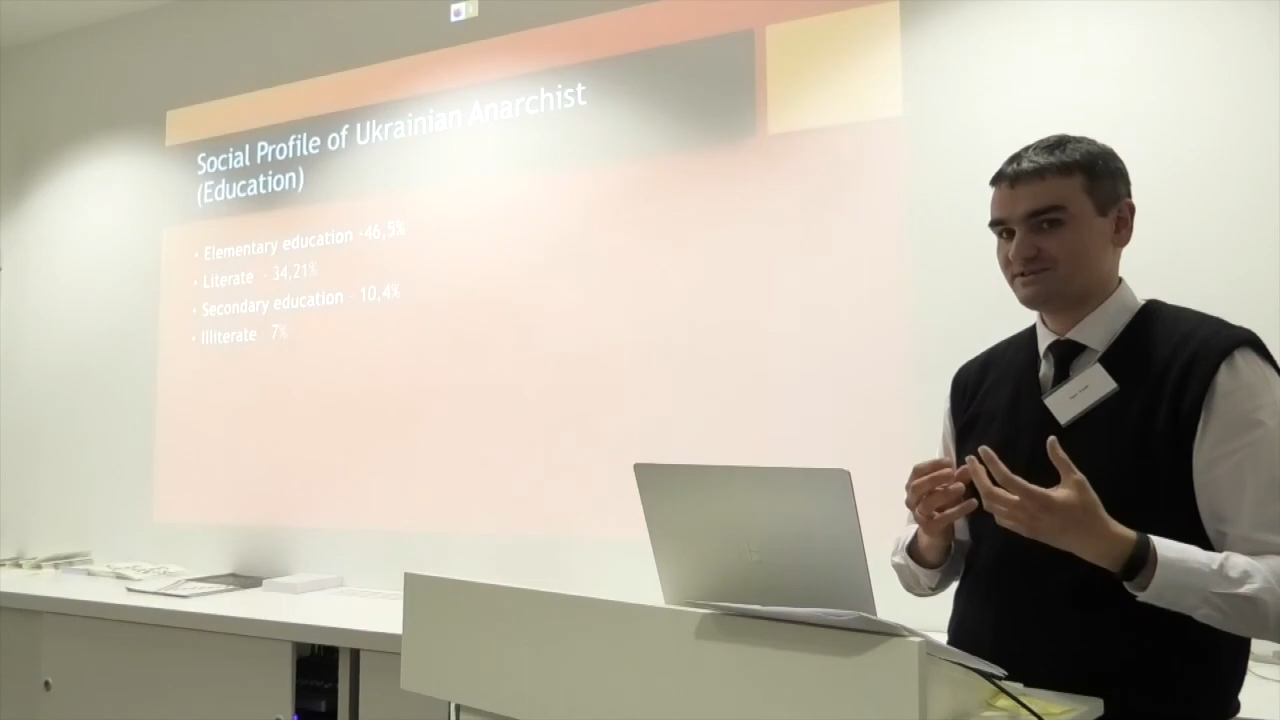 Social Profile of Ukrainian Anarchist
(Education)
• Elementary education -46,5%
• Literate - 34,21%
• Secondary education - 10,4%
• Illiterate - 7%